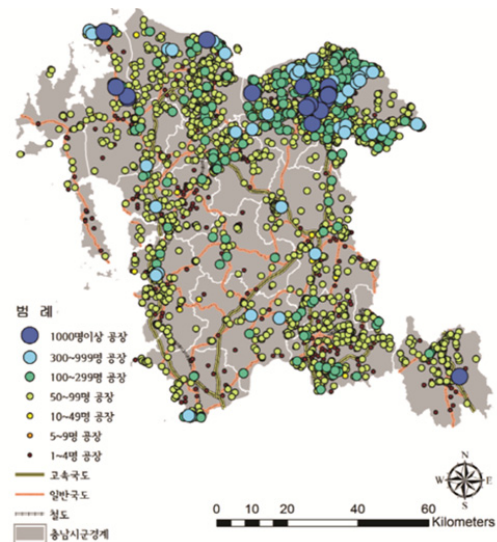 범 례
1000명이상 공장
300~999명 공장
100~299명 공장
50~99명 공장
10~49명 공장
5~9명 공장
1~4명 공장
고속국도
일반국도
철도
충남시군경계
N
W E
S
0 10 20 40 60
Kilometers